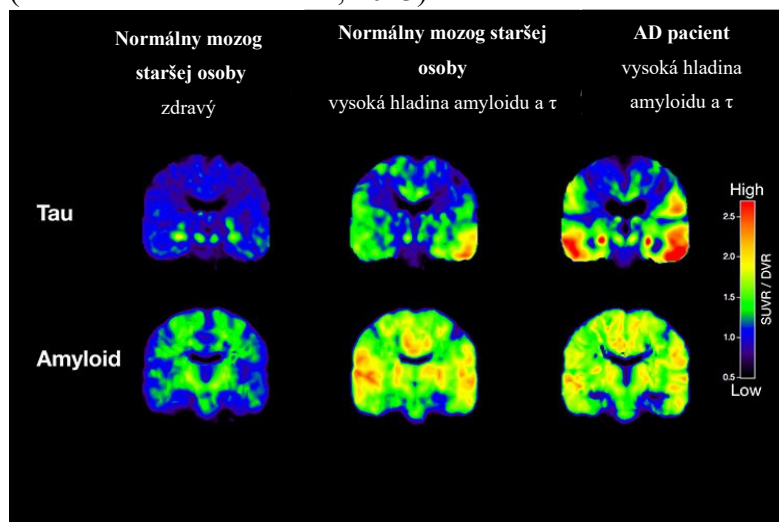 Normálny mozog
staršej osoby
zdravý
Normálny mozog staršej
osoby
vysoká hladina amyloidu a τ
AD pacient
vysoká hladina
amyloidu a τ
Tau
Amyloid
High
2.5
2.0
1.5
1.0
0.5
Low
SUVR / DVR